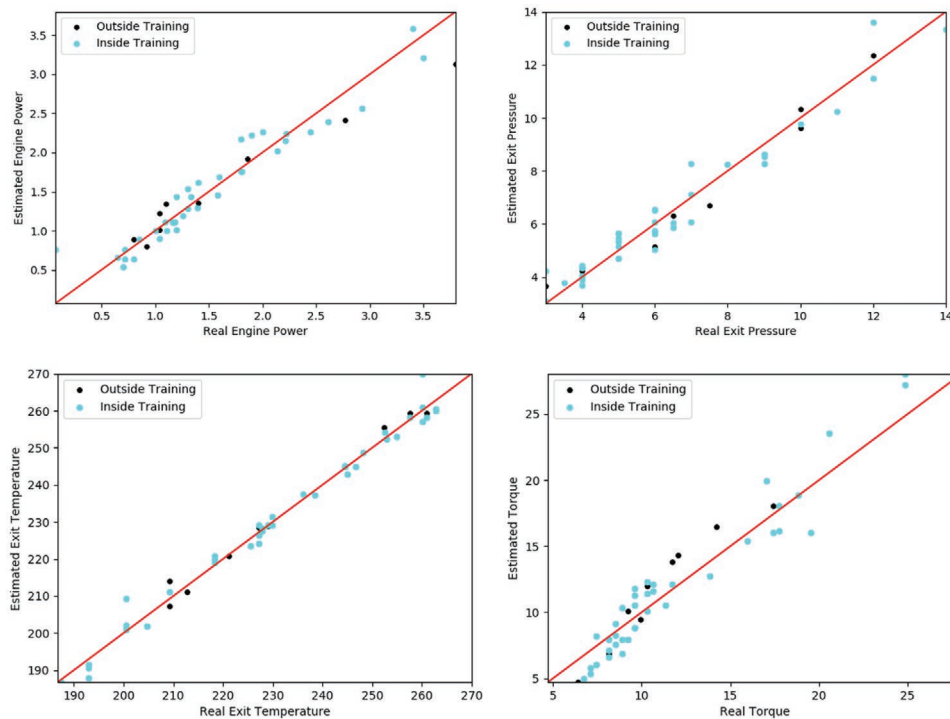 Outside Training
Inside Training
3.5
3.0
2.5
2.0
1.5
1.0
0.5
0.5 1.0 1.5 2.0 2.5 3.0 3.5
Estimated Engine Power
Real Engine Power
Outside Training
Inside Training
14
12
10
8
6
4
4 6 8 10 12 14
Estimated Exit Pressure
Real Exit Pressure
Outside Training
Inside Training
270
260
250
240
230
220
210
200
190
190 200 210 220 230 240 250 260 270
Estimated Exit Temperature
Real Exit Temperature
Outside Training
Inside Training
25
20
15
10
5
5 10 15 20 25
Estimated Torque
Real Torque